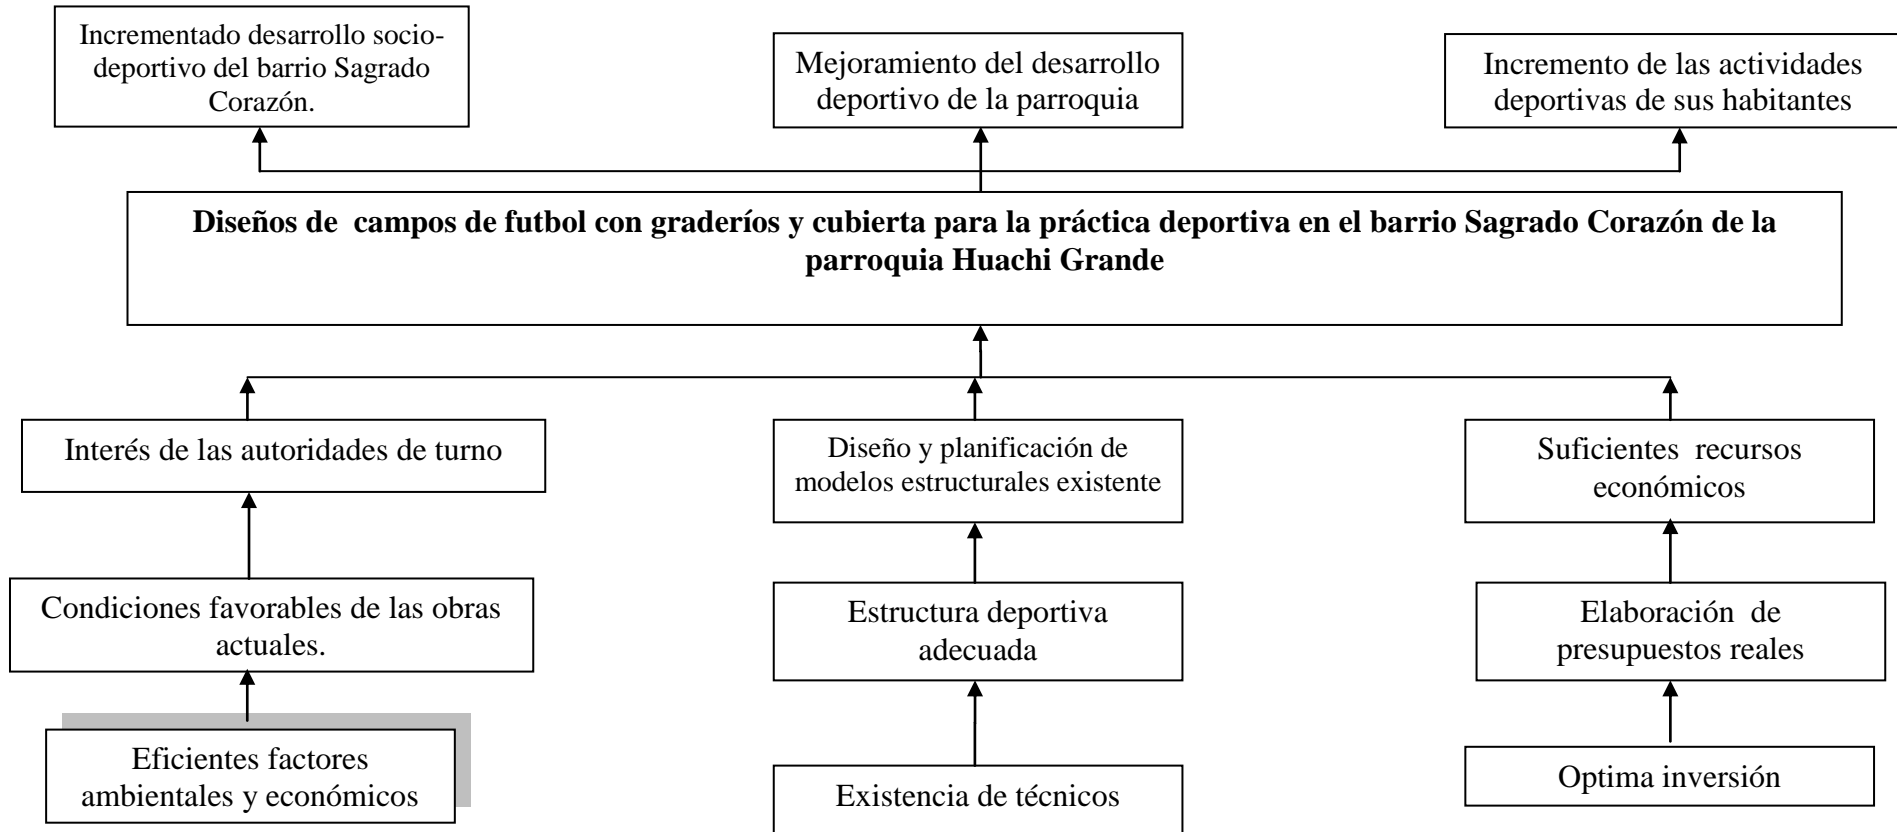 Incrementado desarrollo socio-
deportivo del barrio Sagrado
Corazón.
Mejoramiento del desarrollo
deportivo de la parroquia
Incremento de las actividades
deportivas de sus habitantes
Diseños de campos de futbol con graderíos y cubierta para la práctica deportiva en el barrio Sagrado Corazón de la
parroquia Huachi Grande
Interés de las autoridades de turno
Diseño y planificación de
modelos estructurales existente
Suficientes recursos
económicos
Condiciones favorables de las obras
actuales.
Estructura deportiva
adecuada
Elaboración de
presupuestos reales
Eficientes factores
ambientales y económicos
Existencia de técnicos
Optima inversión